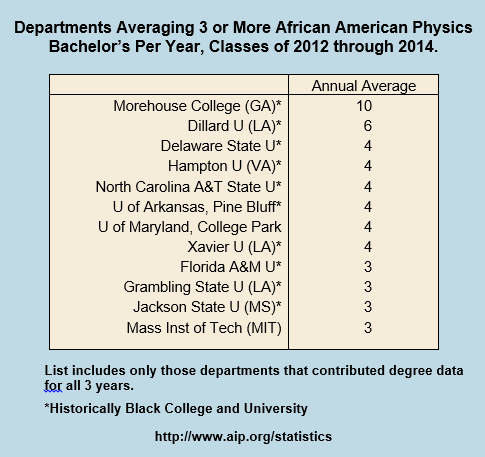 Departments Averaging 3 or More African American Physics
Bachelor's Per Year, Classes of 2012 through 2014.
Annual Average
Morehouse College (GA)* 10
Dillard U (LA)* 6
Delaware State U* 4
Hampton U (VA)* 4
North Carolina A&T State U* 4
U of Arkansas, Pine Bluff* 4
U of Maryland, College Park 4
Xavier U (LA)* 4
Florida A&M U* 3
Grambling State U (LA)* 3
Jackson State U (MS)* 3
Mass Inst of Tech (MIT) 3
List includes only those departments that contributed degree data
for all 3 years.
*Historically Black College and University
http://www.aip.org/statistics